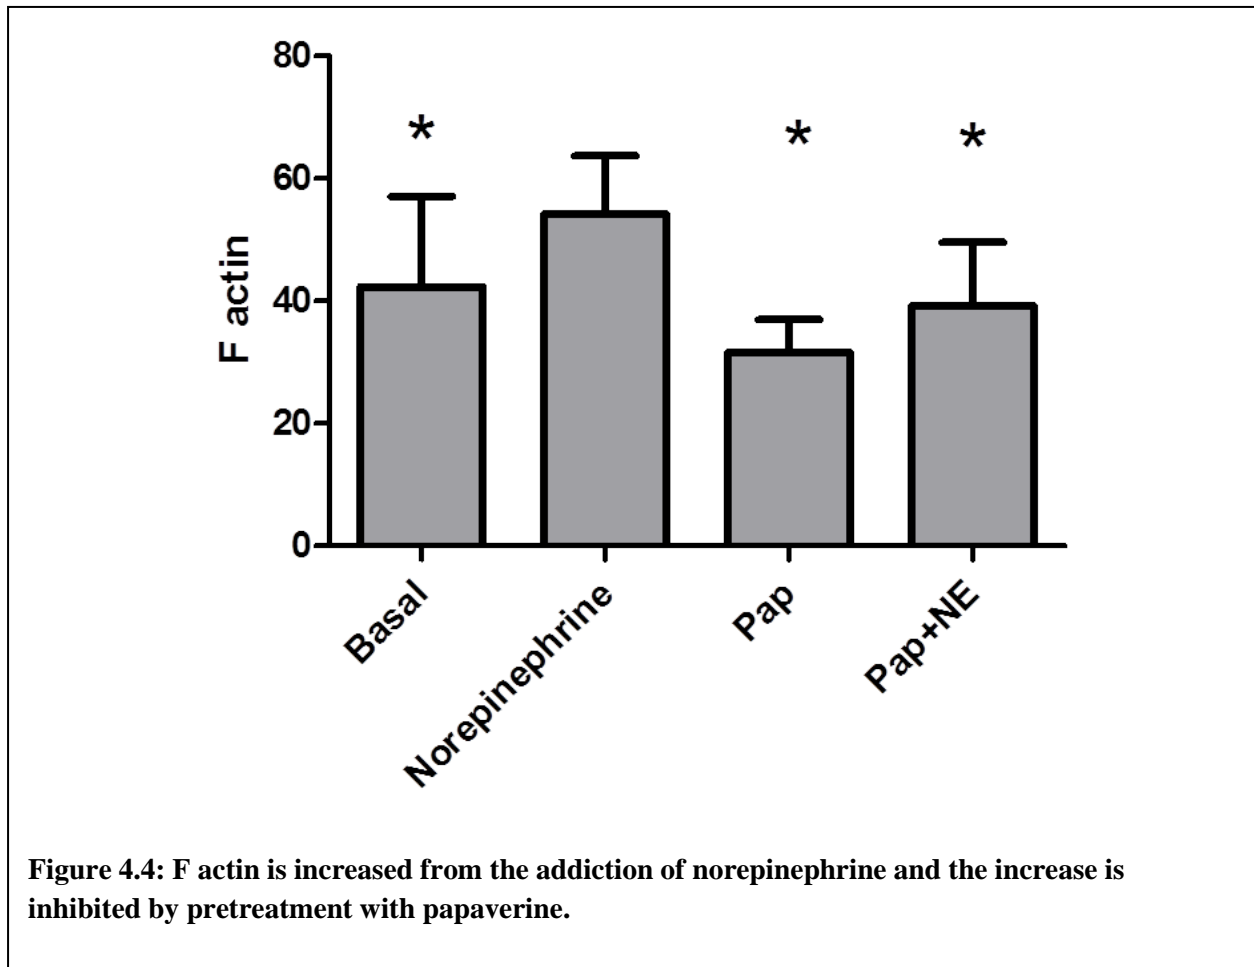 80
60
40
20
0
F actin
*
*
*
Basal
Norepinephrine
Pap
Pap+NE
Figure 4.4: F actin is increased from the addiction of norepinephrine and the increase is
inhibited by pretreatment with papaverine.